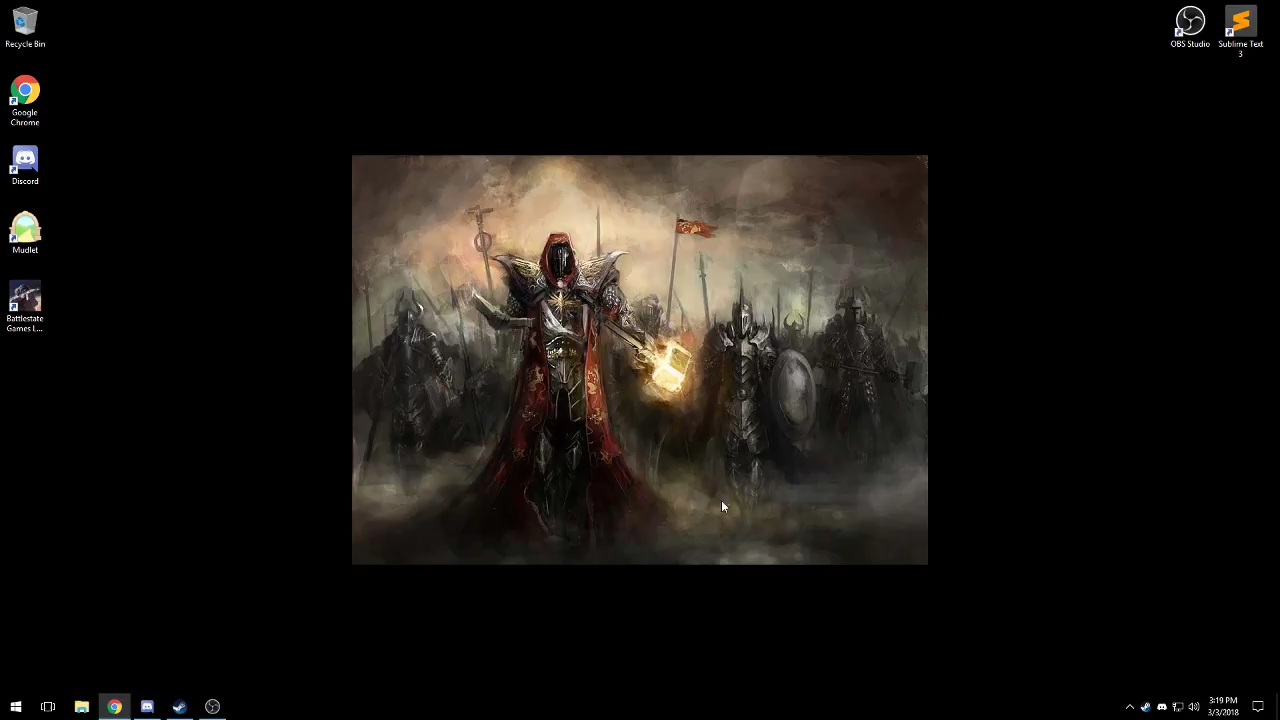 Recycle Bin
Google
Chrome
Discord
Mudlet
Battlestate
Games L...
OBS Studio
Sublime Text
3
3:19 PM
3/3/2018